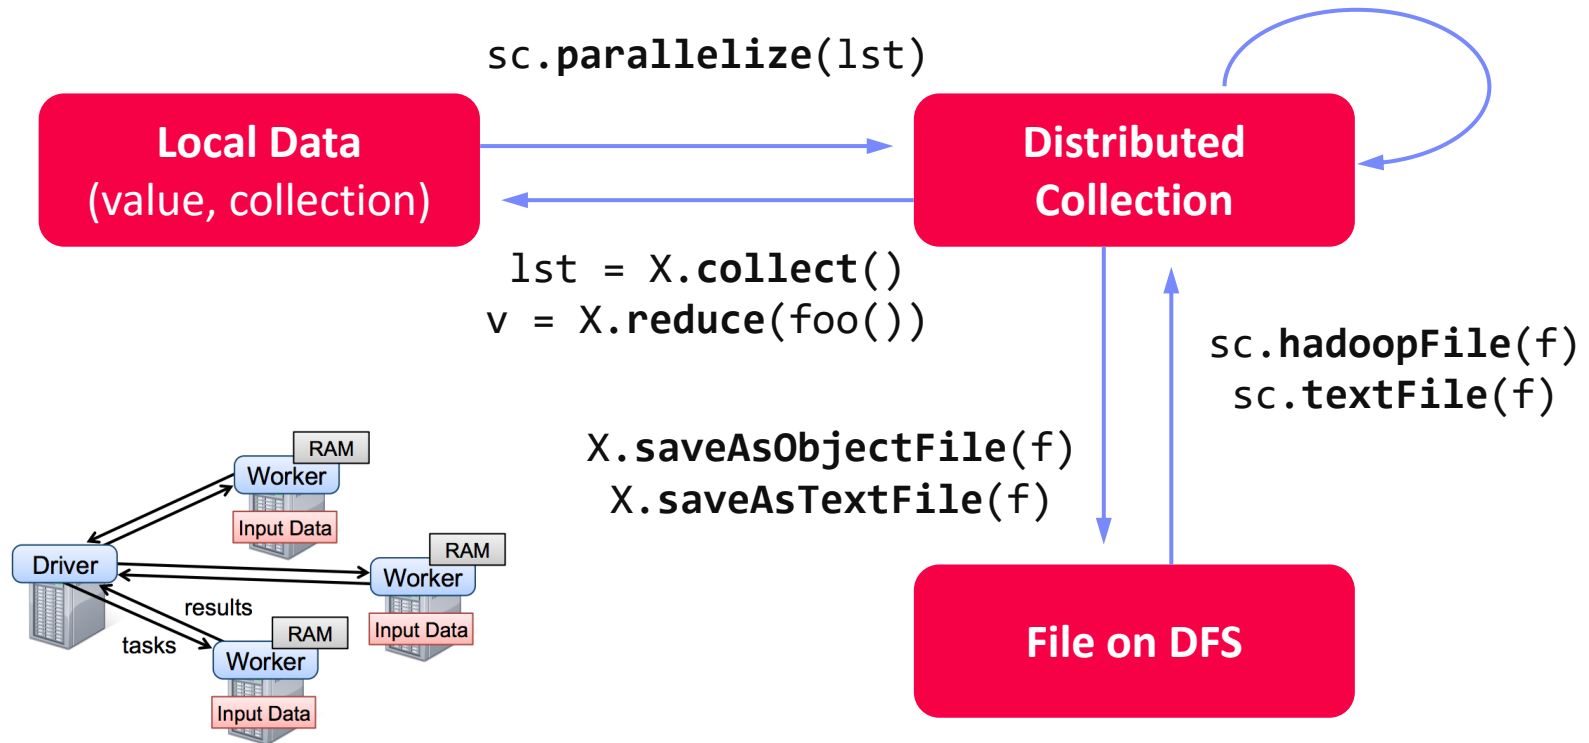 sc.parallelize(lst)
Local Data
(value, collection)
Distributed
Collection
lst = X.collect()
v = X.reduce(foo())
sc.hadoopFile(f)
sc.textFile(f)
X.saveAsObjectFile(f)
X.saveAsTextFile(f)
File on DFS
RAM
Worker
Input Data
Driver
RAM
Worker
Input Data
results
tasks
RAM
Worker
Input Data